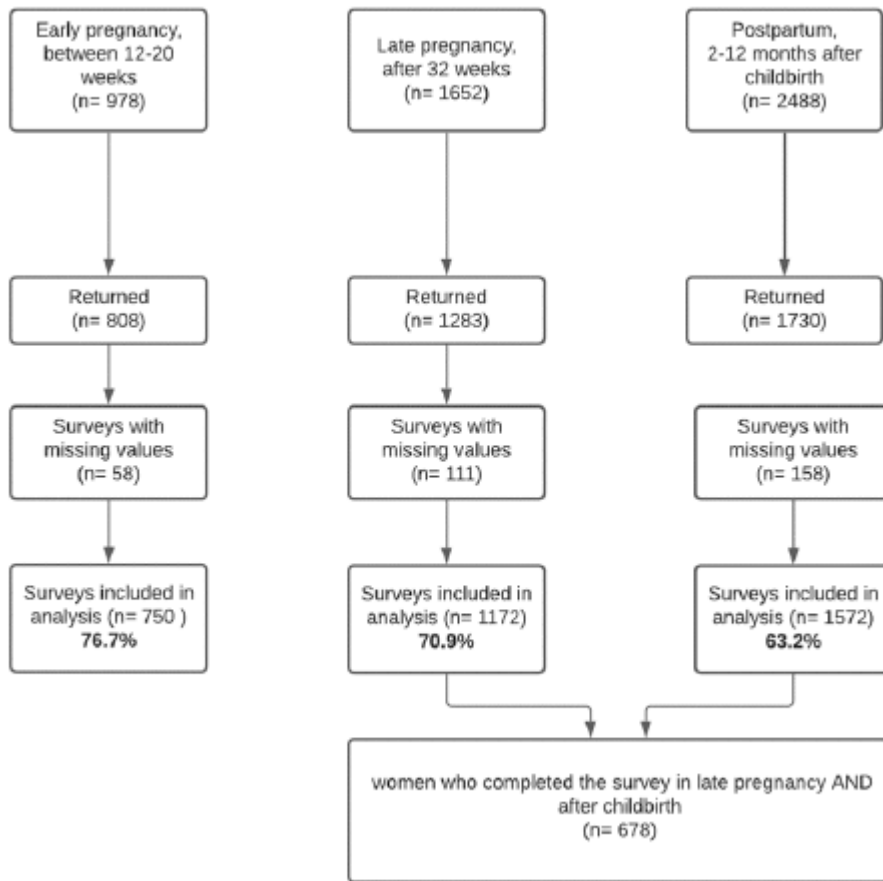 Early pregnancy,
between 12-20
weeks
(n= 978)
Late pregnancy,
after 32 weeks
(n= 1652)
Postpartum,
2-12 months after
childbirth
(n= 2488)
Returned
(n= 808)
Returned
(n= 1283)
Returned
(n= 1730)
Surveys with
missing values
(n= 58)
Surveys with
missing values
(n= 111)
Surveys with
missing values
(n= 158)
Surveys included in
analysis (n= 750 )
76.7%
Surveys included in
analysis (n= 1172)
70.9%
Surveys included in
analysis (n= 1572)
63.2%
women who completed the survey in late pregnancy AND
after childbirth
(n= 678)